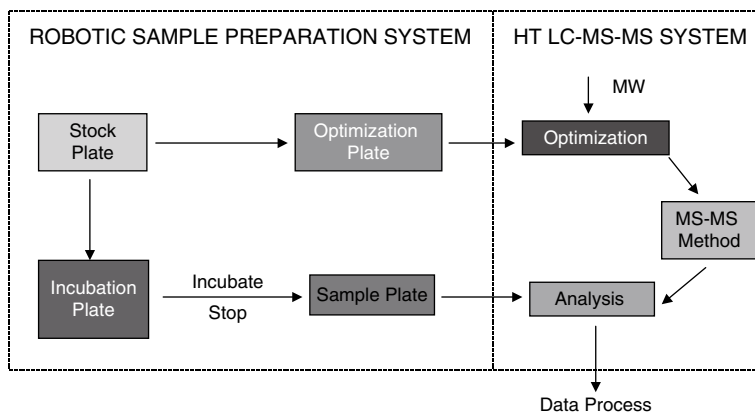 ROBOTIC SAMPLE PREPARATION SYSTEM
HT LC-MS-MS SYSTEM
MW
Stock
Plate
Optimization
Plate
Optimization
MS-MS
Method
Incubation
Plate
Incubate
Stop
Sample Plate
Analysis
Data Process